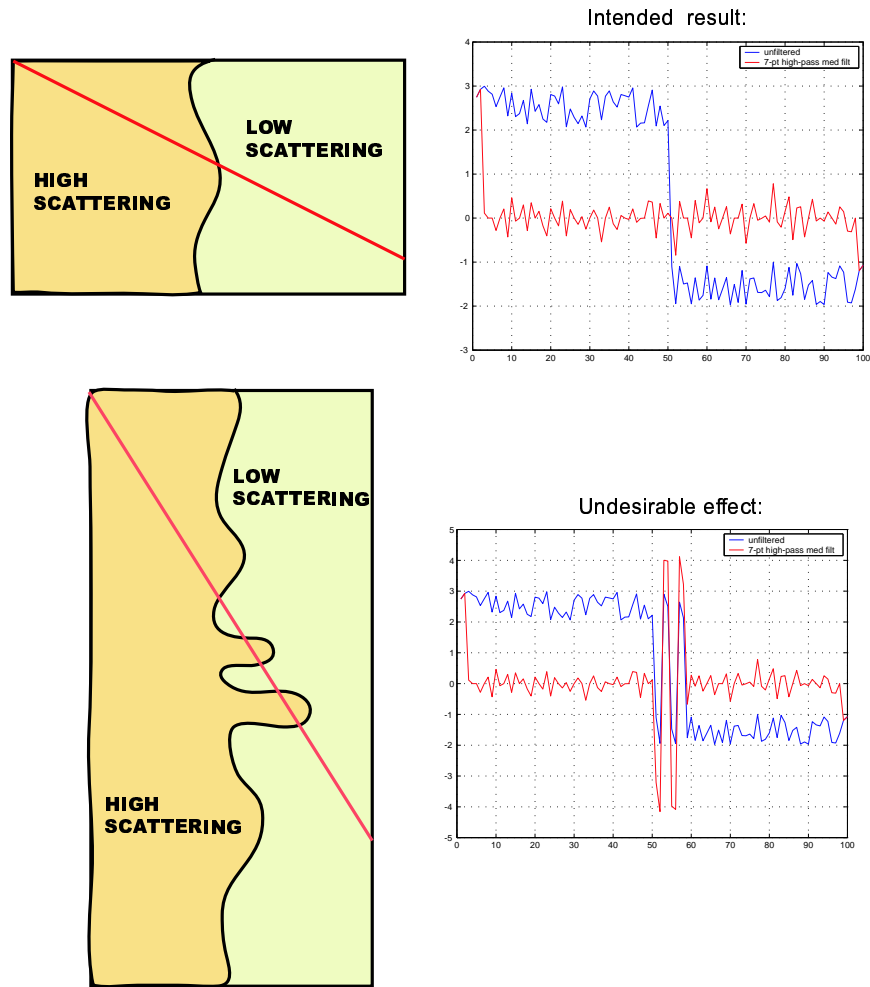 Intended result:
LOW
SCATTERING
HIGH
SCATTERING
unfiltered
7-pt high-pass med filt
4
3
2
1
0
-1
-2
-3
0
10
20
30
40
50
60
70
80
90
100
LOW
SCATTERING
HIGH
SCATTERING
Undesirable effect:
unfiltered
7-pt high-pass med filt
5
4
3
2
1
0
-1
-2
-3
-4
-5
0
10
20
30
40
50
60
70
80
90
100